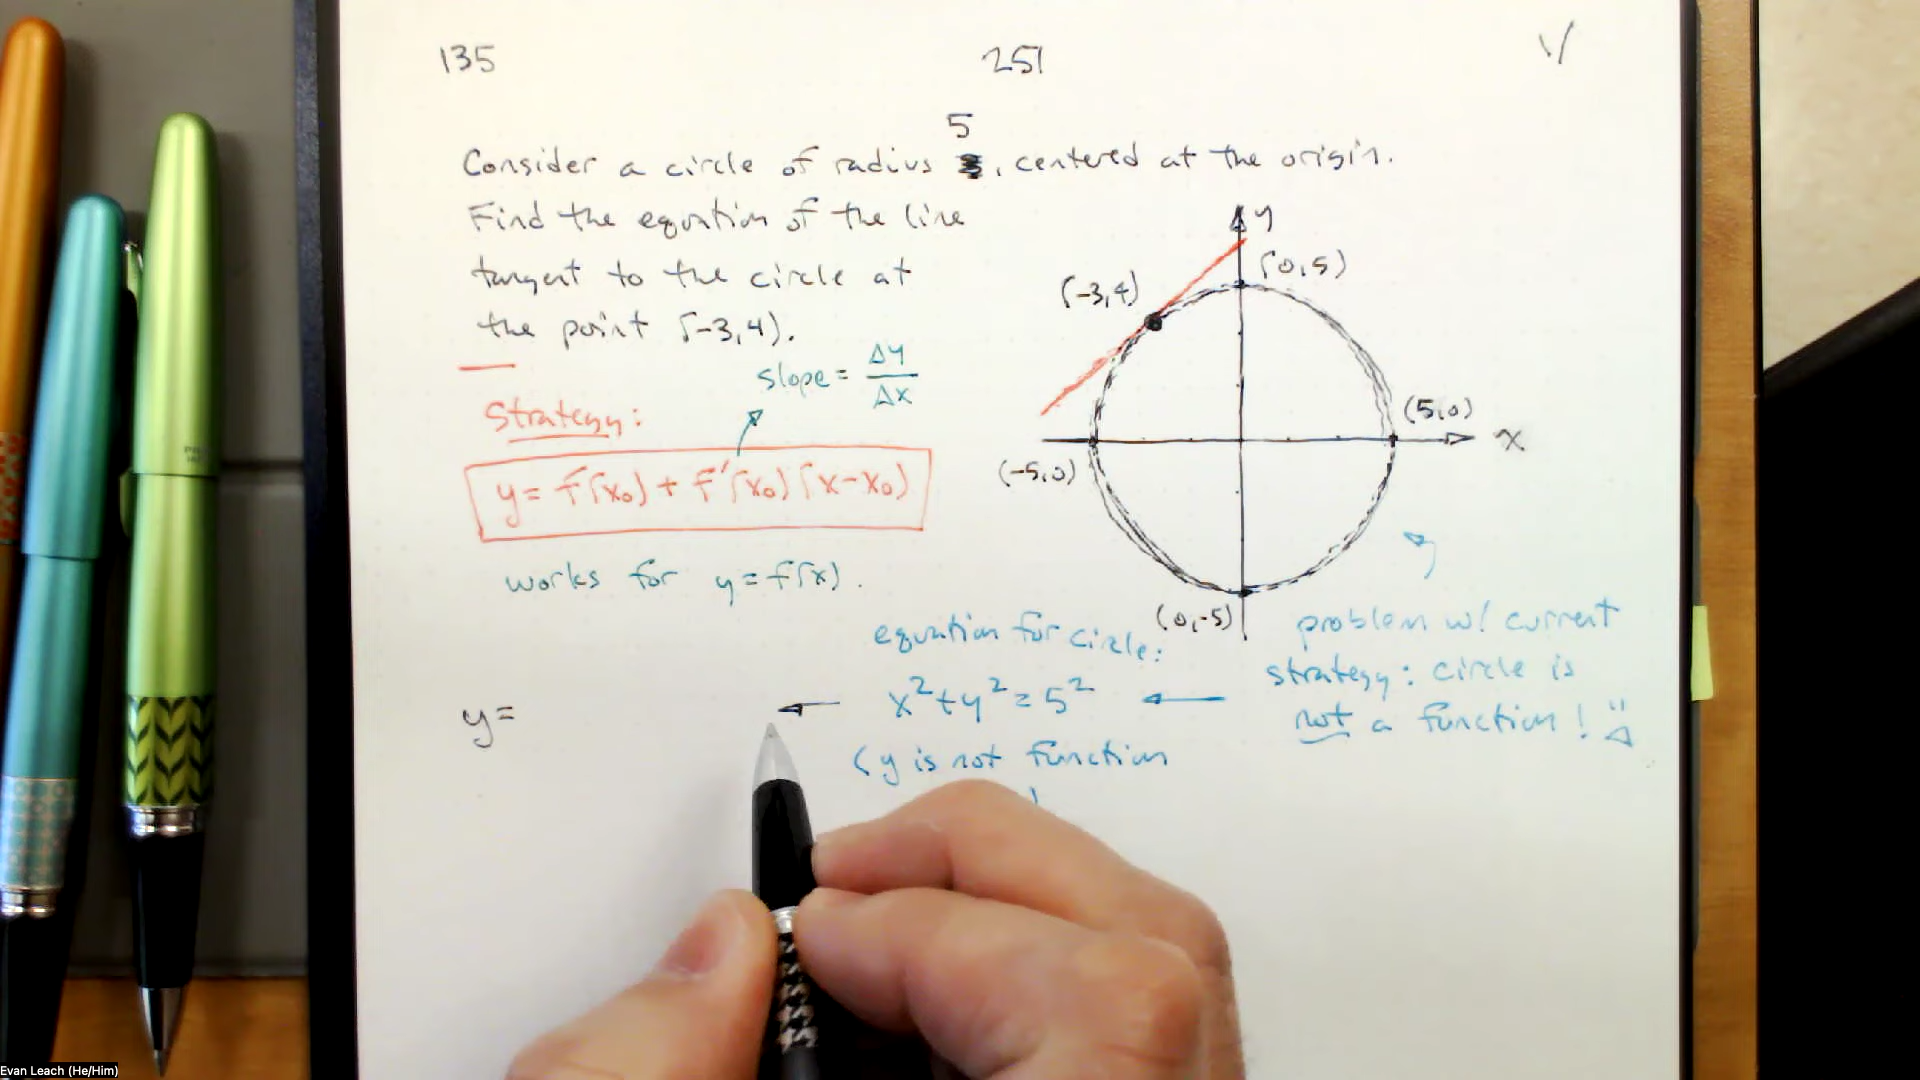 135 251 1/
5
Consider a circle of radius , centered at the origin.
Find the equation of the line
tangent to the circle at
the point (-3,4).
slope = Δy/Δx
Strategy:
y = f(x₀) + f'(x₀)(x-x₀)
works for y = f(x).
y
(0,5)
(-3,4)
(5,0)
x
(-5,0)
(0,-5)
equation for circle:
x² + y² = 5²
(y is not function
problem w/ current
strategy: circle is
not a function!
y =
Evan Leach (He/Him)